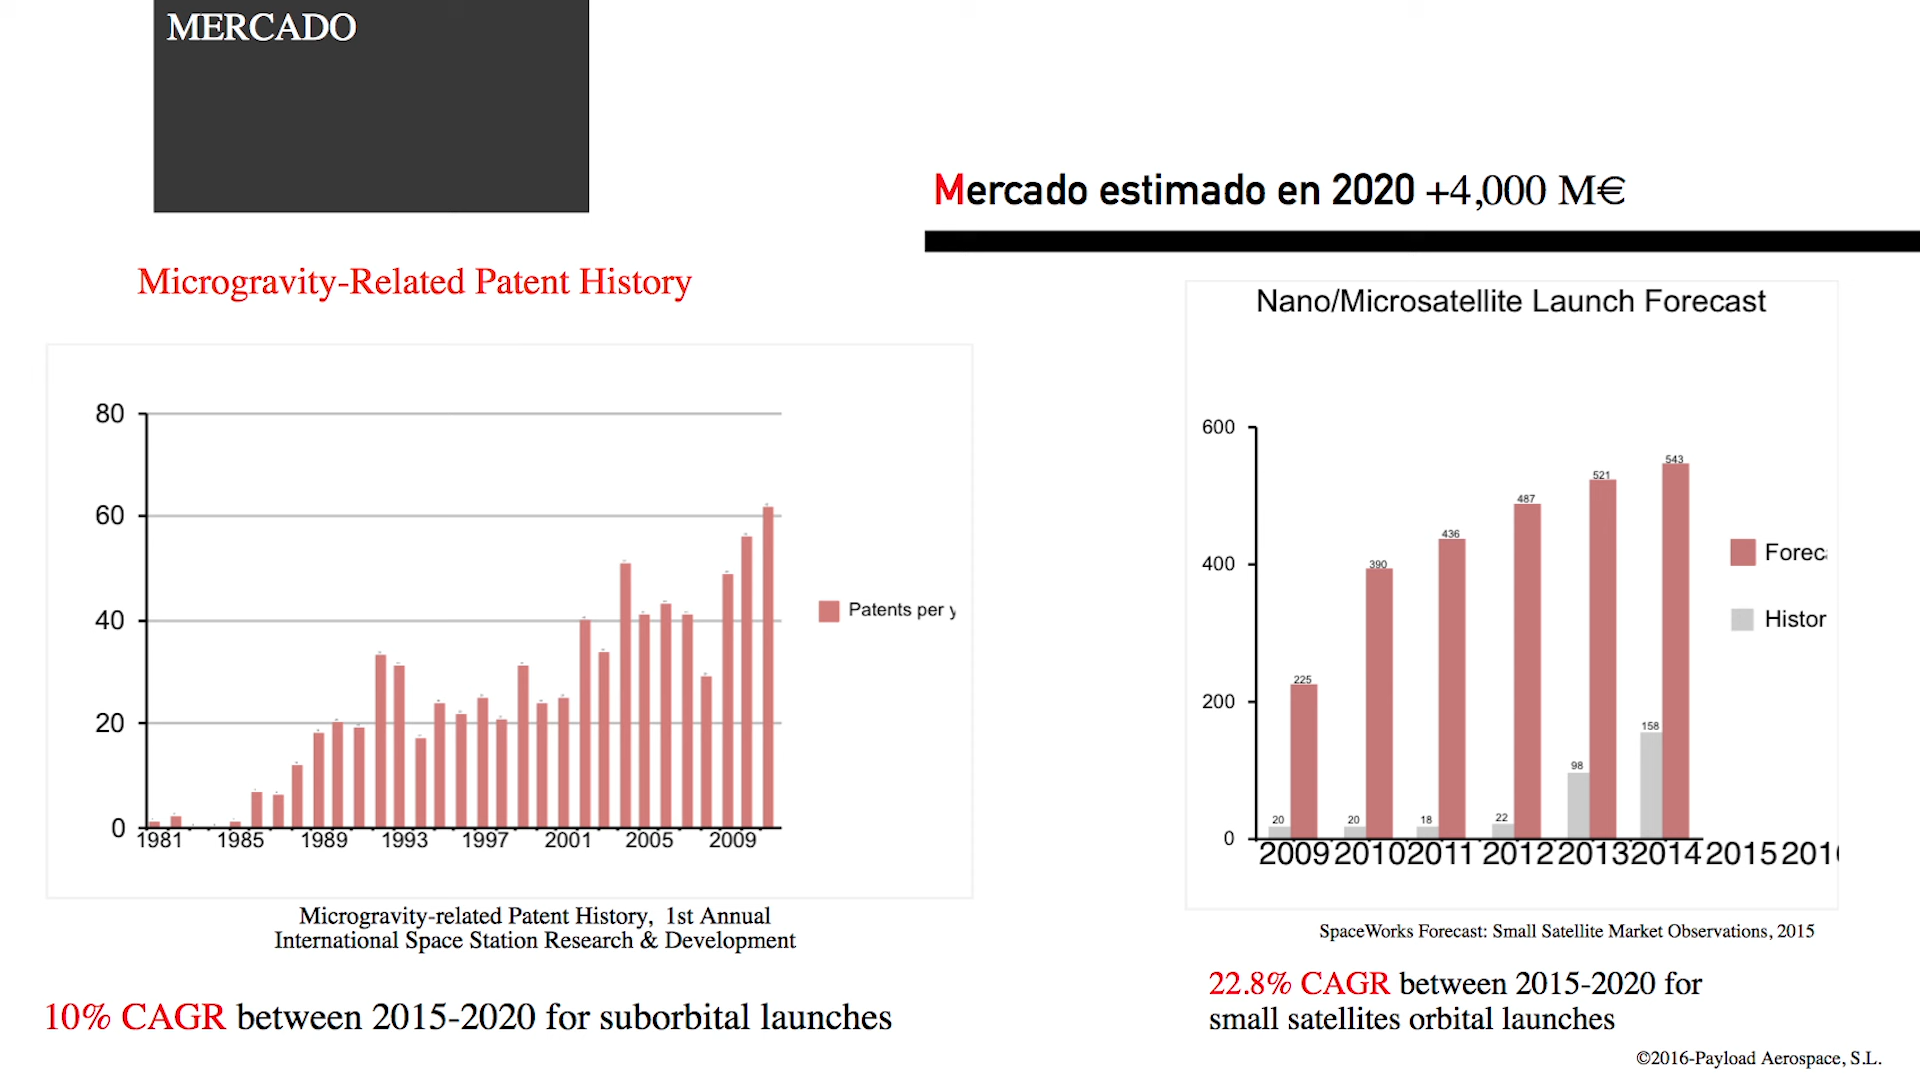 MERCADO
Mercado estimado en 2020 +4,000 M€
Microgravity-Related Patent History
80
60
40
20
0
1981 1985 1989 1993 1997 2001 2005 2009
Patents per y
Microgravity-related Patent History, 1st Annual
International Space Station Research & Development
10% CAGR between 2015-2020 for suborbital launches
Nano/Microsatellite Launch Forecast
600
400
200
0
20 225 20 390 18 436 22 487 98 521 158 543
2009 2010 2011 2012 2013 2014 2015 201
Forec
Histor
SpaceWorks Forecast: Small Satellite Market Observations, 2015
22.8% CAGR between 2015-2020 for
small satellites orbital launches
©2016-Payload Aerospace, S.L.